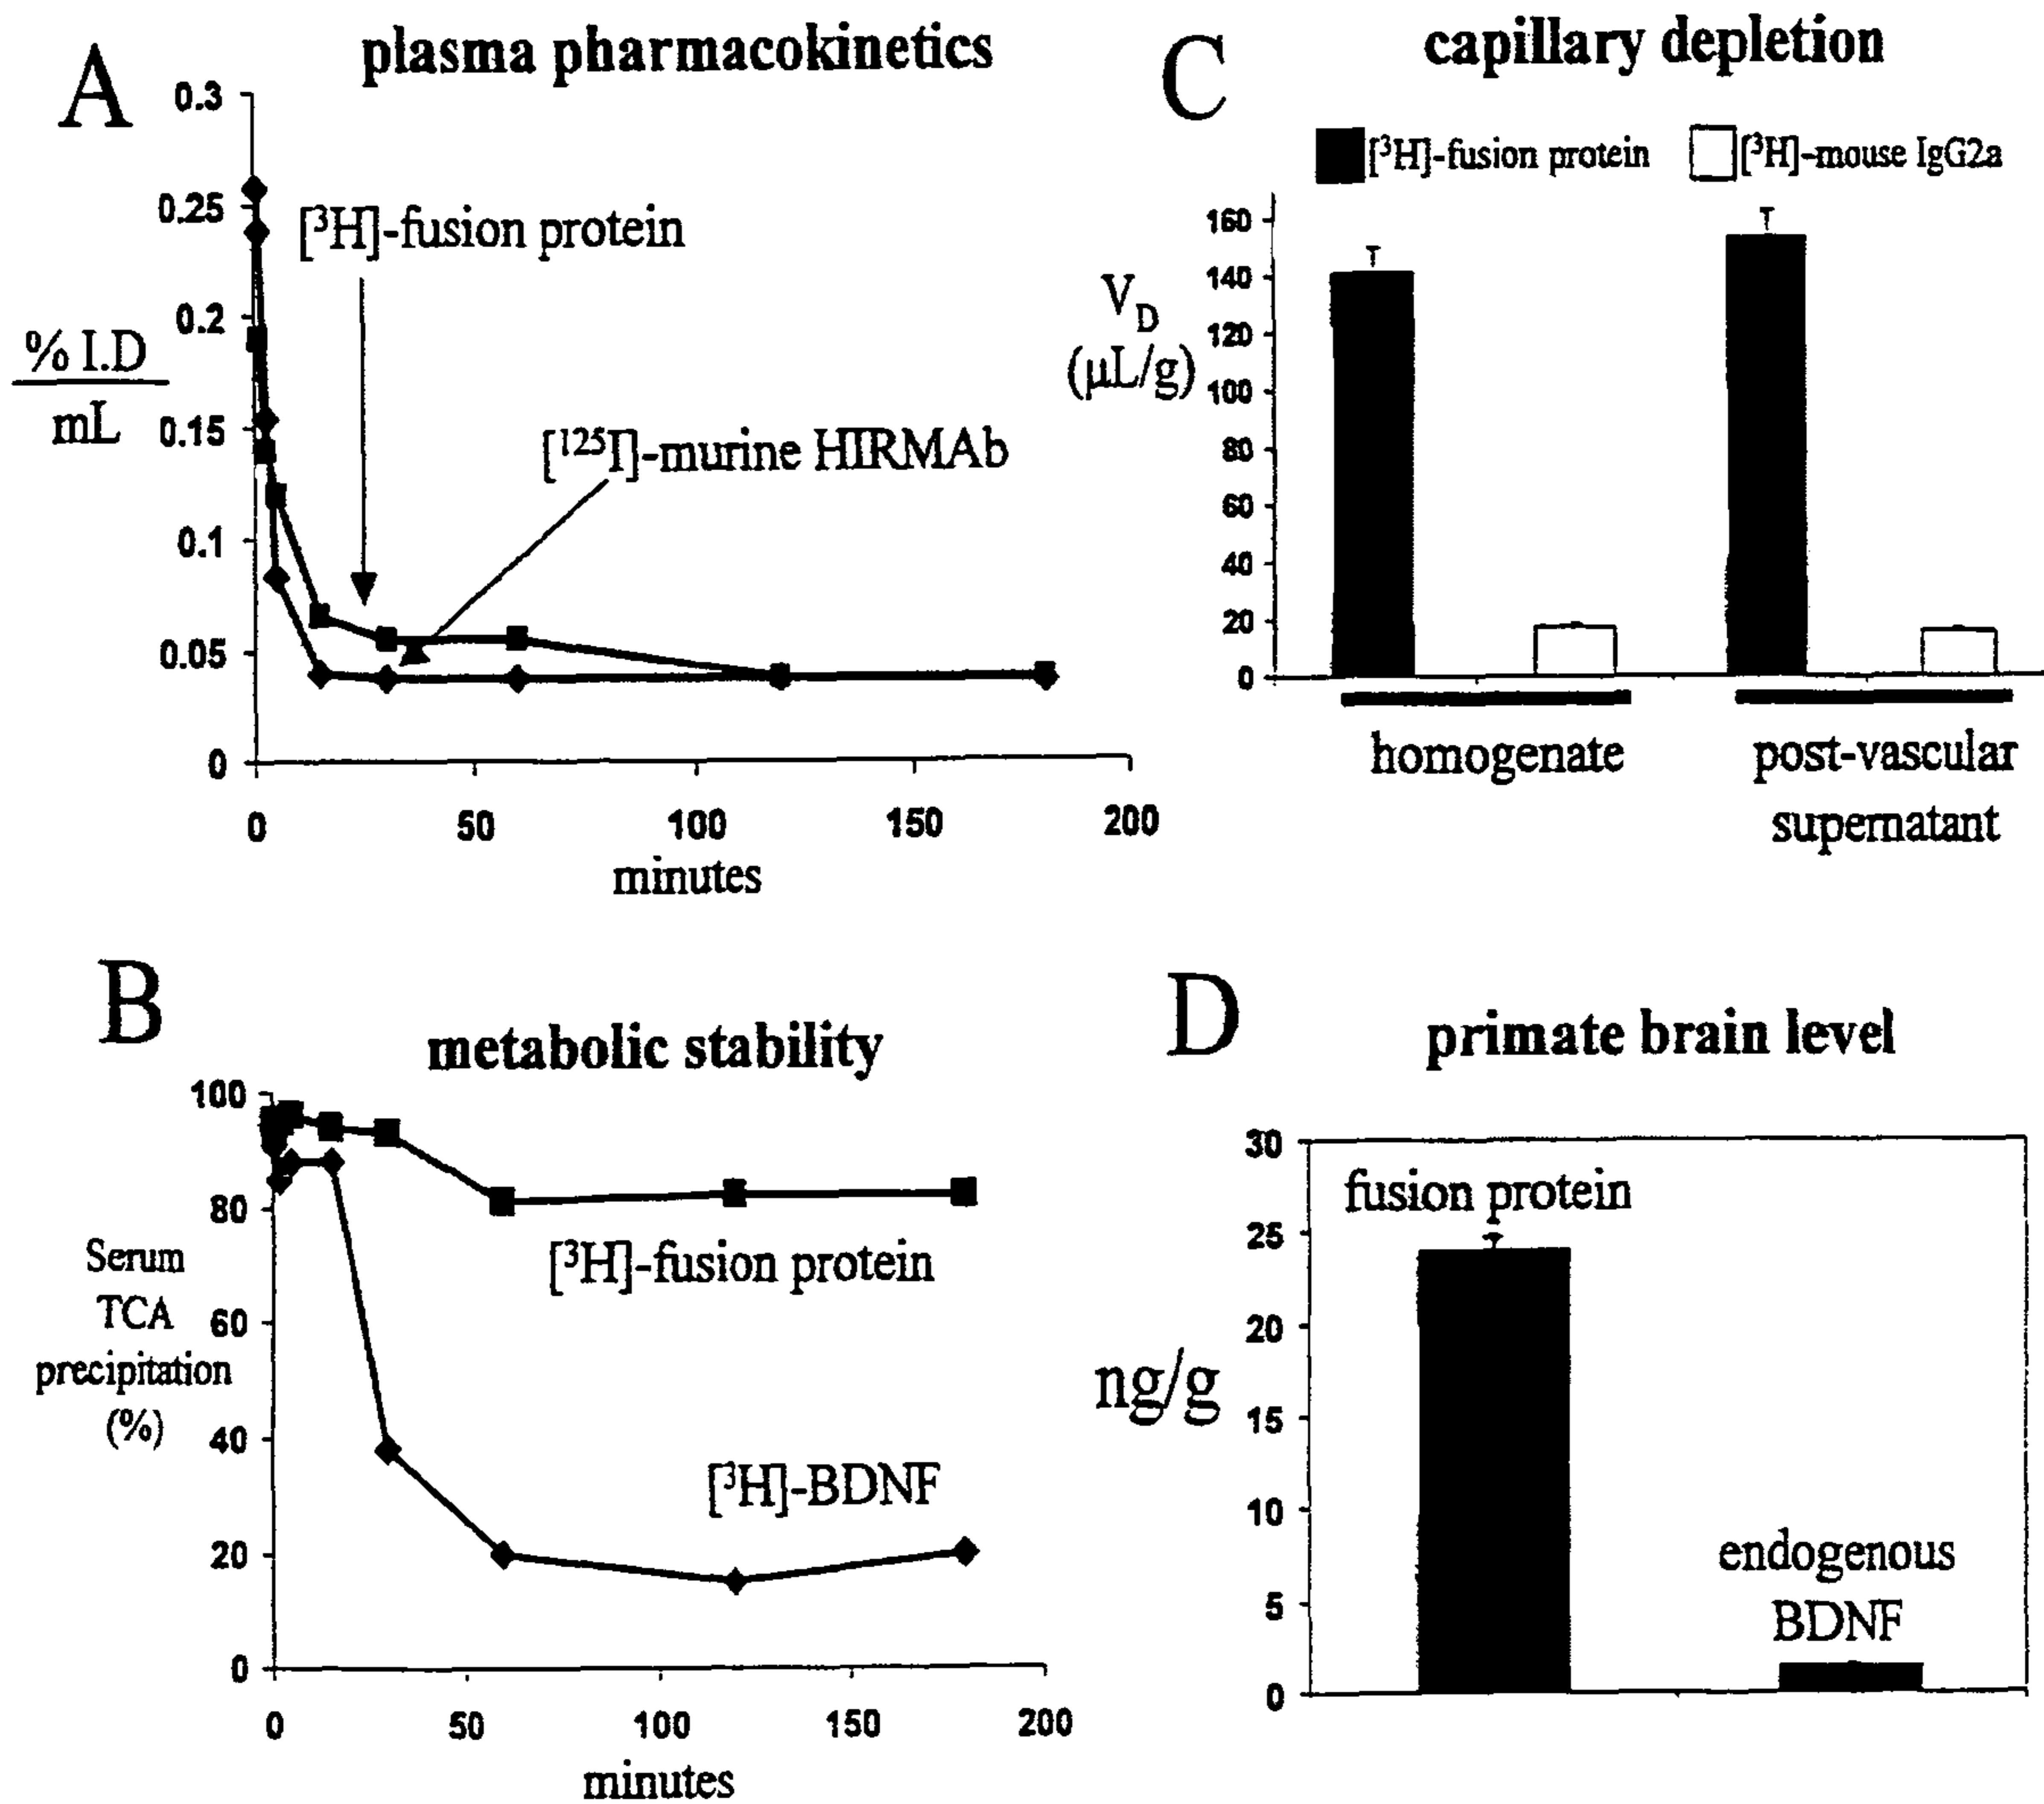 A
plasma pharmacokinetics
0.3
0.25
0.2
0.15
0.1
0.05
0
% I.D
mL
[³H]-fusion protein
[¹²⁵I]-murine HIRMAb
0
50
100
150
200
minutes
B
metabolic stability
100
80
60
40
20
0
Serum
TCA
precipitation
(%)
[³H]-fusion protein
[³H]-BDNF
0
50
100
150
200
minutes
C
capillary depletion
[³H]-fusion protein
[³H]-mouse IgG2a
V_D
(µL/g)
160
140
120
100
80
60
40
20
0
homogenate
post-vascular
supernatant
D
primate brain level
30
25
20
15
10
5
0
ng/g
fusion protein
endogenous
BDNF